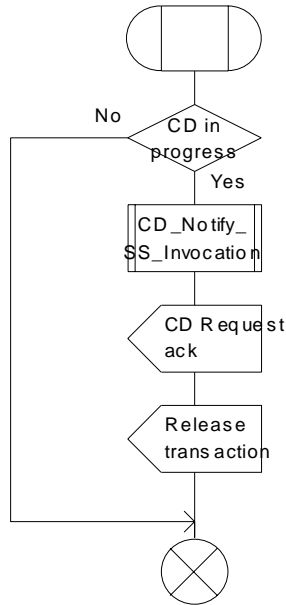 No
CD in
progress
Yes
CD_Notify_
SS_Invocation
CD Request
ack
Release
transaction